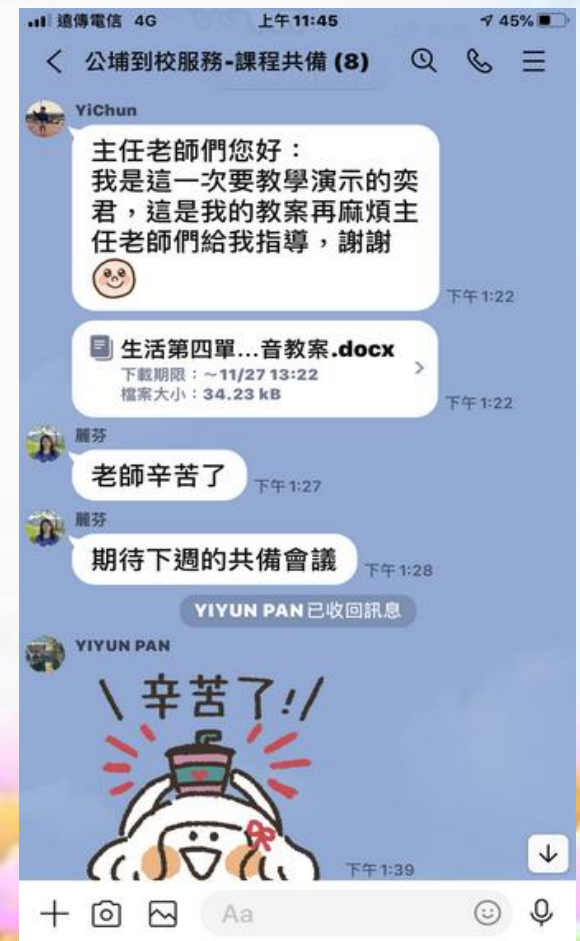 遠傳電信 4G 上午11:45 45%
公埔到校服務-課程共備 (8)
YiChun
主任老師們您好：
我是這一次要教學演示的奕
君，這是我的教案再麻煩主
任老師們給我指導，謝謝
下午 1:22
生活第四單...音教案.docx
下載期限：~11/27 13:22
檔案大小：34.23 kB
下午 1:22
麗芬
老師辛苦了
下午 1:27
麗芬
期待下週的共備會議
下午 1:28
YIYUN PAN已收回訊息
YIYUN PAN
辛苦了!
下午 1:39
Aa